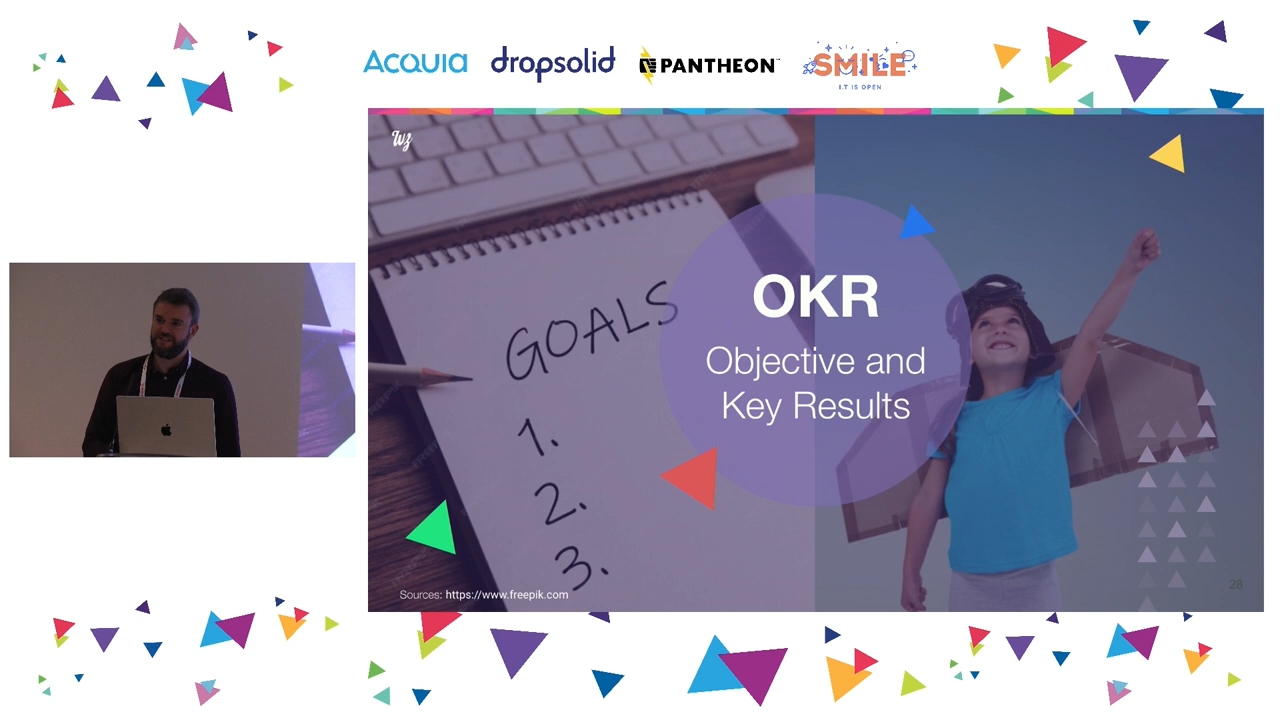 ACQUIA
dropsolid
PANTHEON
SMILE
I.T IS OPEN
Wz
GOALS
1.
2.
3.
OKR
Objective and
Key Results
Sources: https://www.freepik.com
28